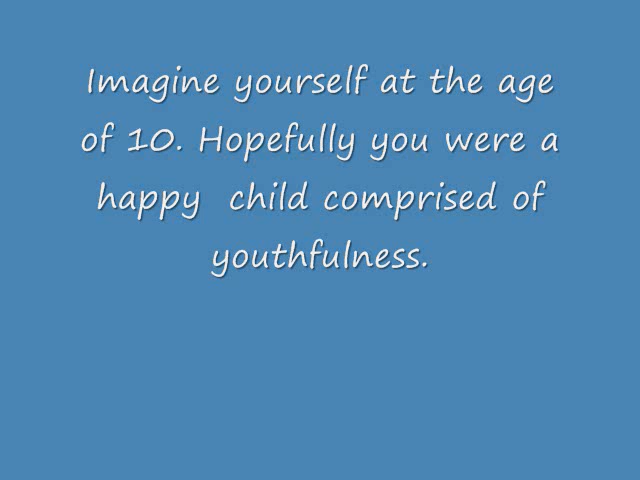 Imagine yourself at the age
of 10. Hopefully you were a
happy  child comprised of
youthfulness.